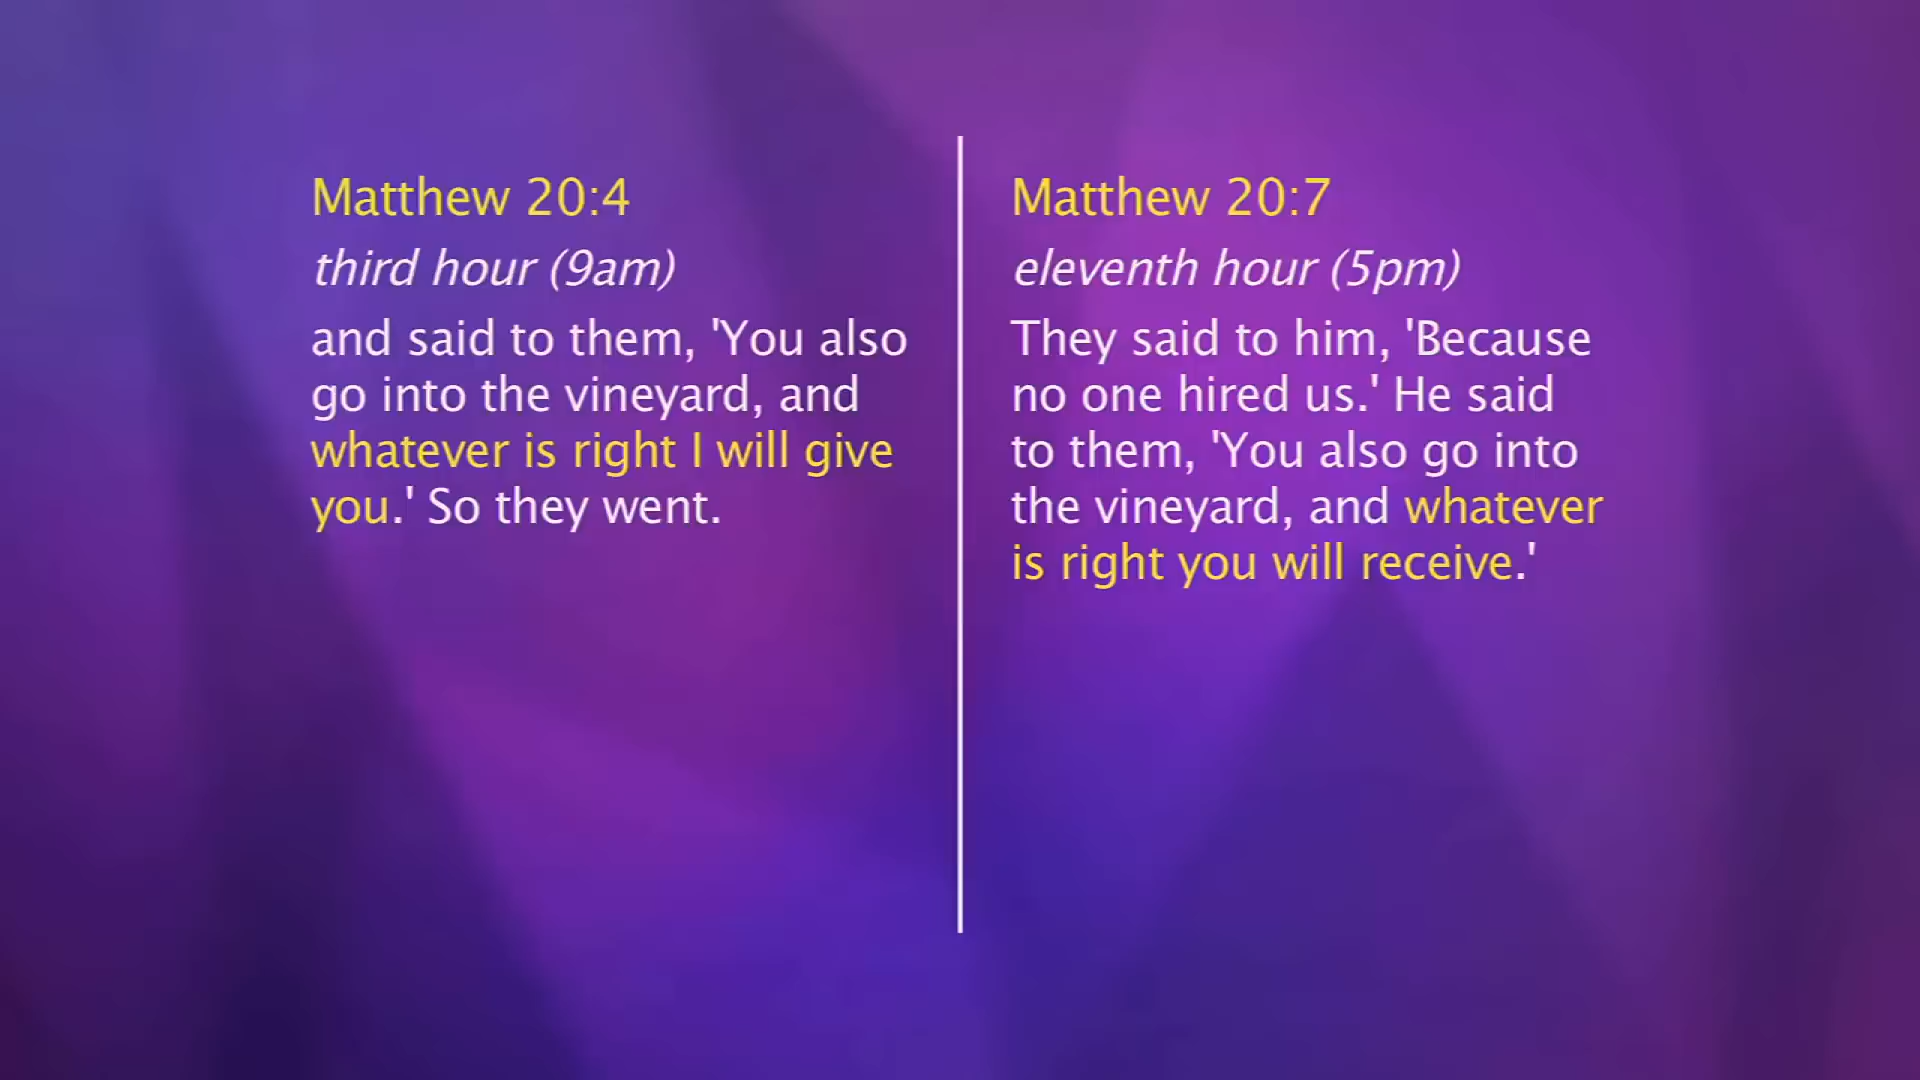 Matthew 20:4
third hour (9am)
and said to them, 'You also
go into the vineyard, and
whatever is right I will give
you.' So they went.
Matthew 20:7
eleventh hour (5pm)
They said to him, 'Because
no one hired us.' He said
to them, 'You also go into
the vineyard, and whatever
is right you will receive.'